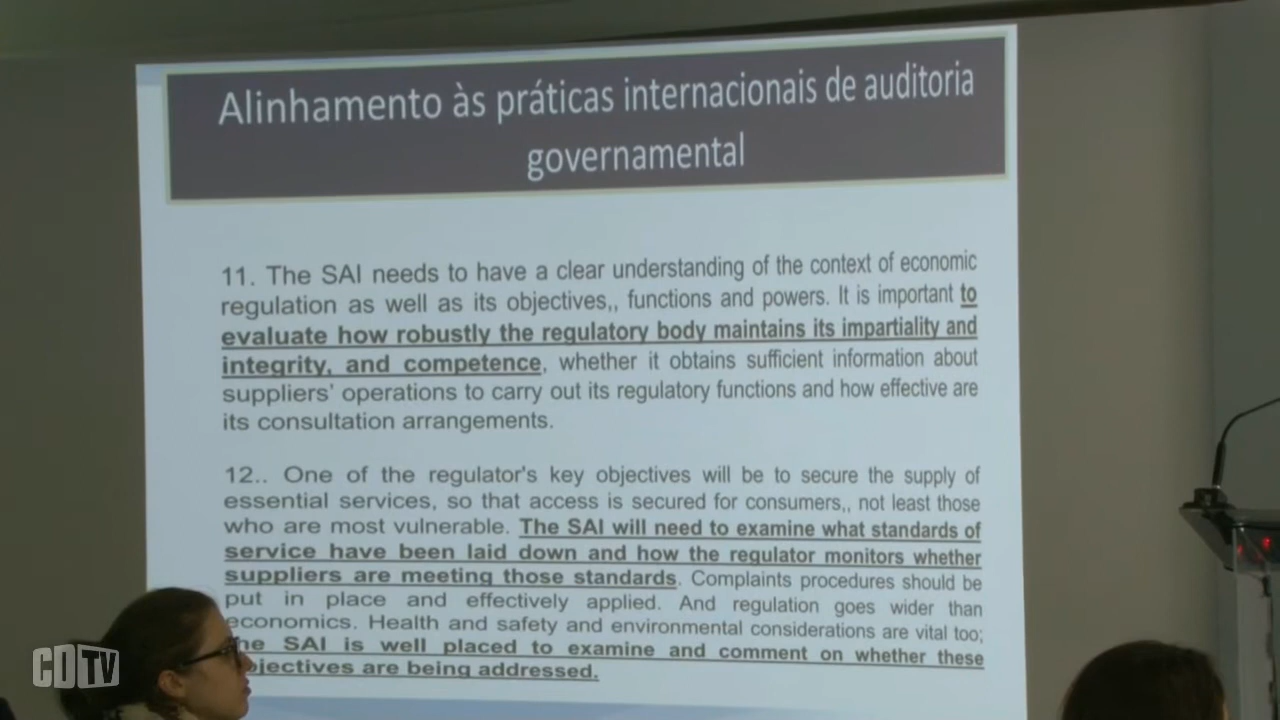 Alinhamento às práticas internacionais de auditoria
governamental
11. The SAI needs to have a clear understanding of the context of economic
regulation as well as its objectives,, functions and powers. It is important to
evaluate how robustly the regulatory body maintains its impartiality and
integrity, and competence, whether it obtains sufficient information about
suppliers' operations to carry out its regulatory functions and how effective are
its consultation arrangements.
12.. One of the regulator's key objectives will be to secure the supply of
essential services, so that access is secured for consumers,, not least those
who are most vulnerable. The SAI will need to examine what standards of
service have been laid down and how the regulator monitors whether
suppliers are meeting those standards. Complaints procedures should be
put in place and effectively applied. And regulation goes wider than
economics. Health and safety and environmental considerations are vital too;
he SAI is well placed to examine and comment on whether these
bjectives are being addressed.
CDTV